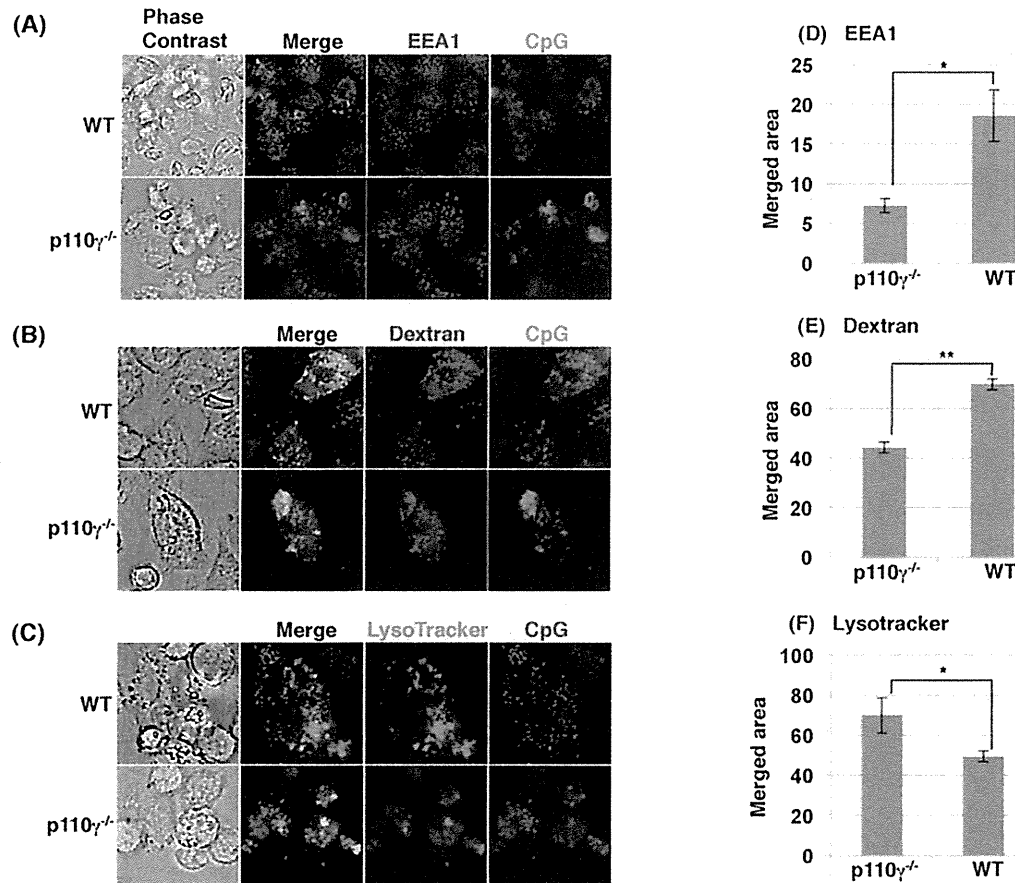 (A)
Phase
Contrast
Merge
EEA1
CpG
WT
p110γ-/-
(B)
Merge
Dextran
CpG
WT
p110γ-/-
(C)
Merge
LysoTracker
CpG
WT
p110γ-/-
(D) EEA1
Merged area
25
20
15
10
5
0
*
p110γ-/-
WT
(E) Dextran
Merged area
80
60
40
20
0
**
p110γ-/-
WT
(F) Lysotracker
Merged area
100
80
60
40
20
0
*
p110γ-/-
WT